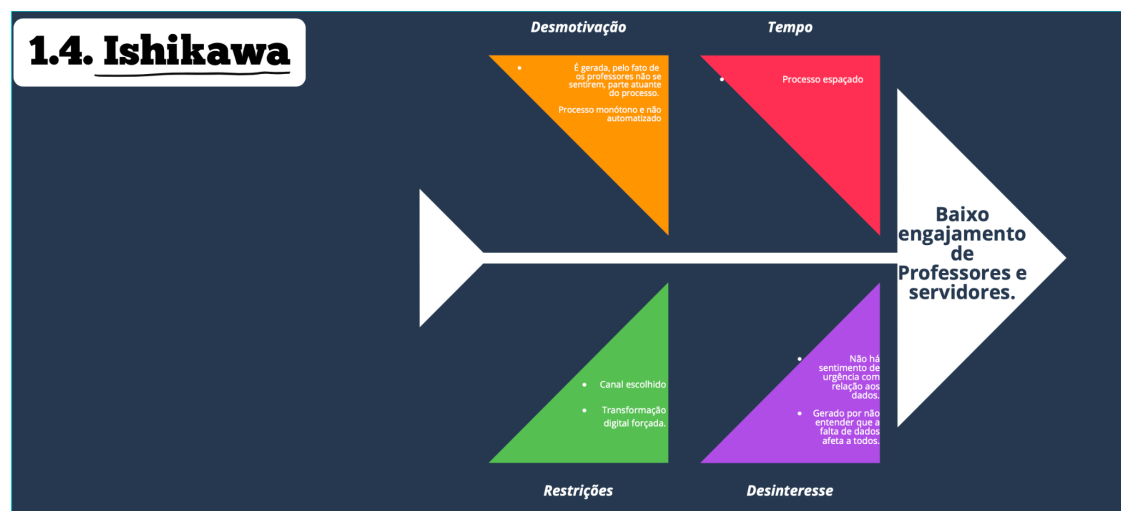 1.4. Ishikawa
Desmotivação
Tempo
É gerada, pelo fato de
os professores não se
sentirem, parte atuante
do processo.
Processo monótono e não
automatizado
Processo espaçado
Baixo
engajamento
de
Professores e
servidores.
Canal escolhido
Transformação
digital forçada.
Não há
sentimento de
urgência com
relação aos
dados.
Gerado por não
entender que a
falta de dados
afeta a todos.
Restrições
Desinteresse